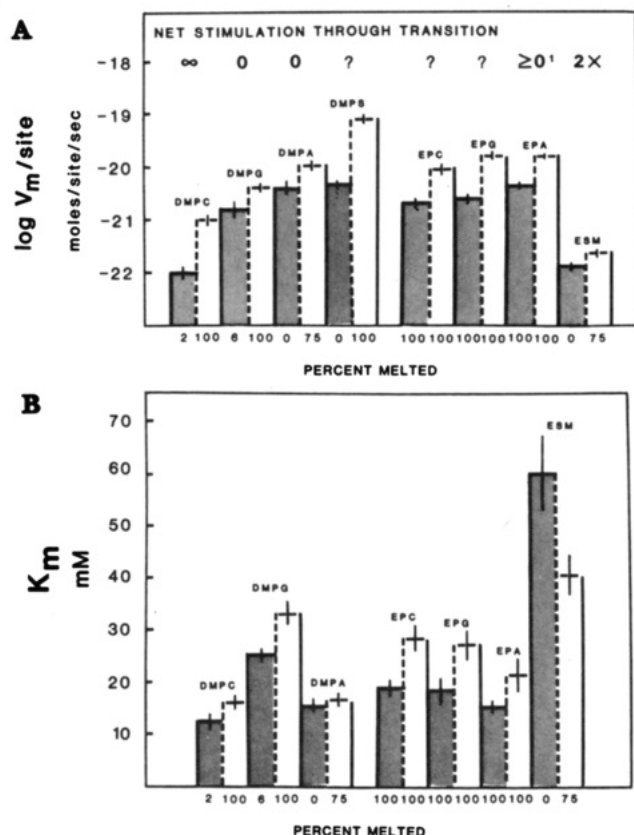 A
NET STIMULATION THROUGH TRANSITION
∞ 0 0 ? ? ? ≥0¹ 2×
-18
-19
-20
-21
-22
log Vm/site
moles/site/sec
DMPC
DMPG
DMPA
DMPS
EPC
EPG
EPA
ESM
2 100 6 100 0 75 0 100 100 100 100 100 100 100 0 75
PERCENT MELTED
B
70
60
50
40
30
20
10
Km
mM
DMPC
DMPG
DMPA
EPC
EPG
EPA
ESM
2 100 6 100 0 75 100 100 100 100 100 100 0 75
PERCENT MELTED